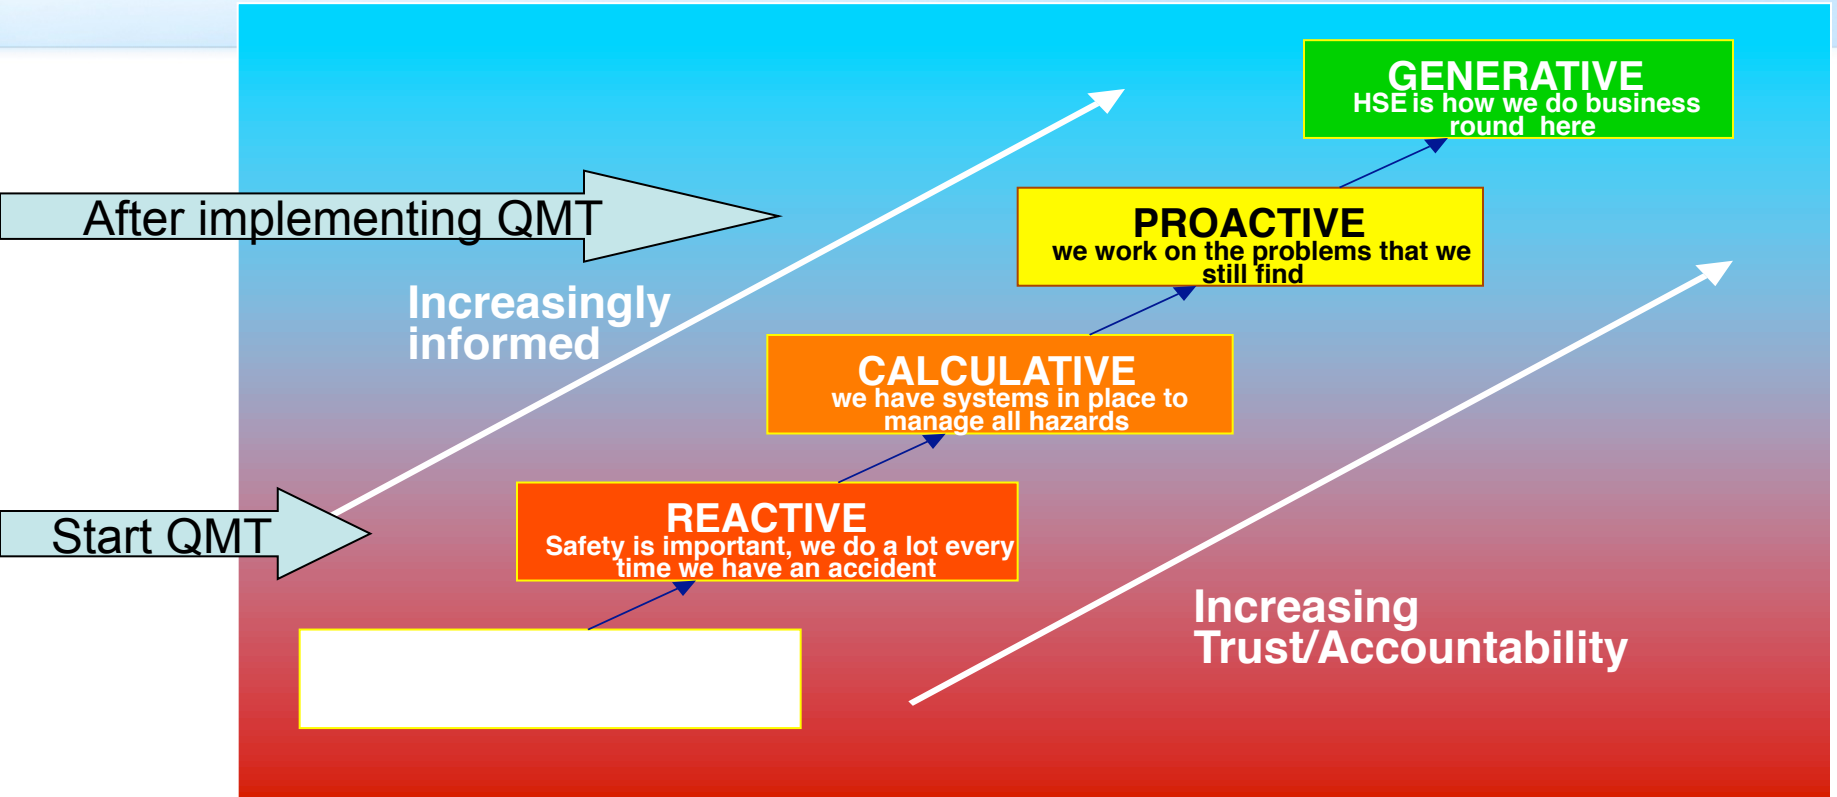 GENERATIVE
HSE is how we do business
round  here
After implementing QMT
PROACTIVE
we work on the problems that we
still find
Increasingly
informed
CALCULATIVE
we have systems in place to
manage all hazards
Start QMT
REACTIVE
Safety is important, we do a lot every
time we have an accident
Increasing
Trust/Accountability